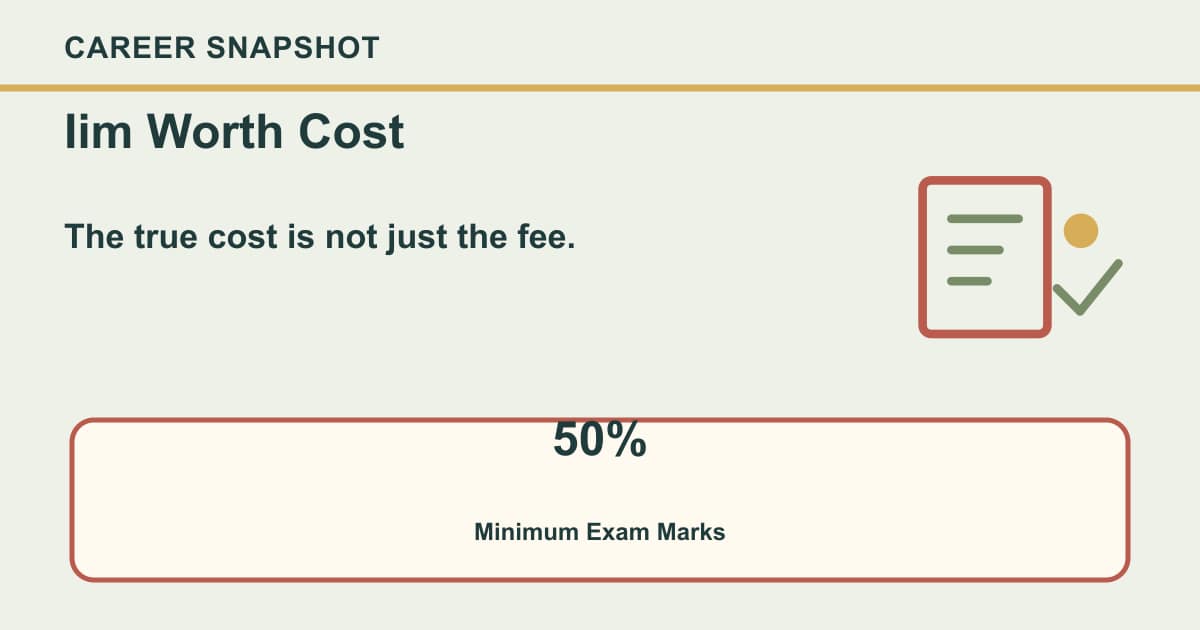 CAREER SNAPSHOT
Iim Worth Cost
The true cost is not just the fee.
50%
Minimum Exam Marks